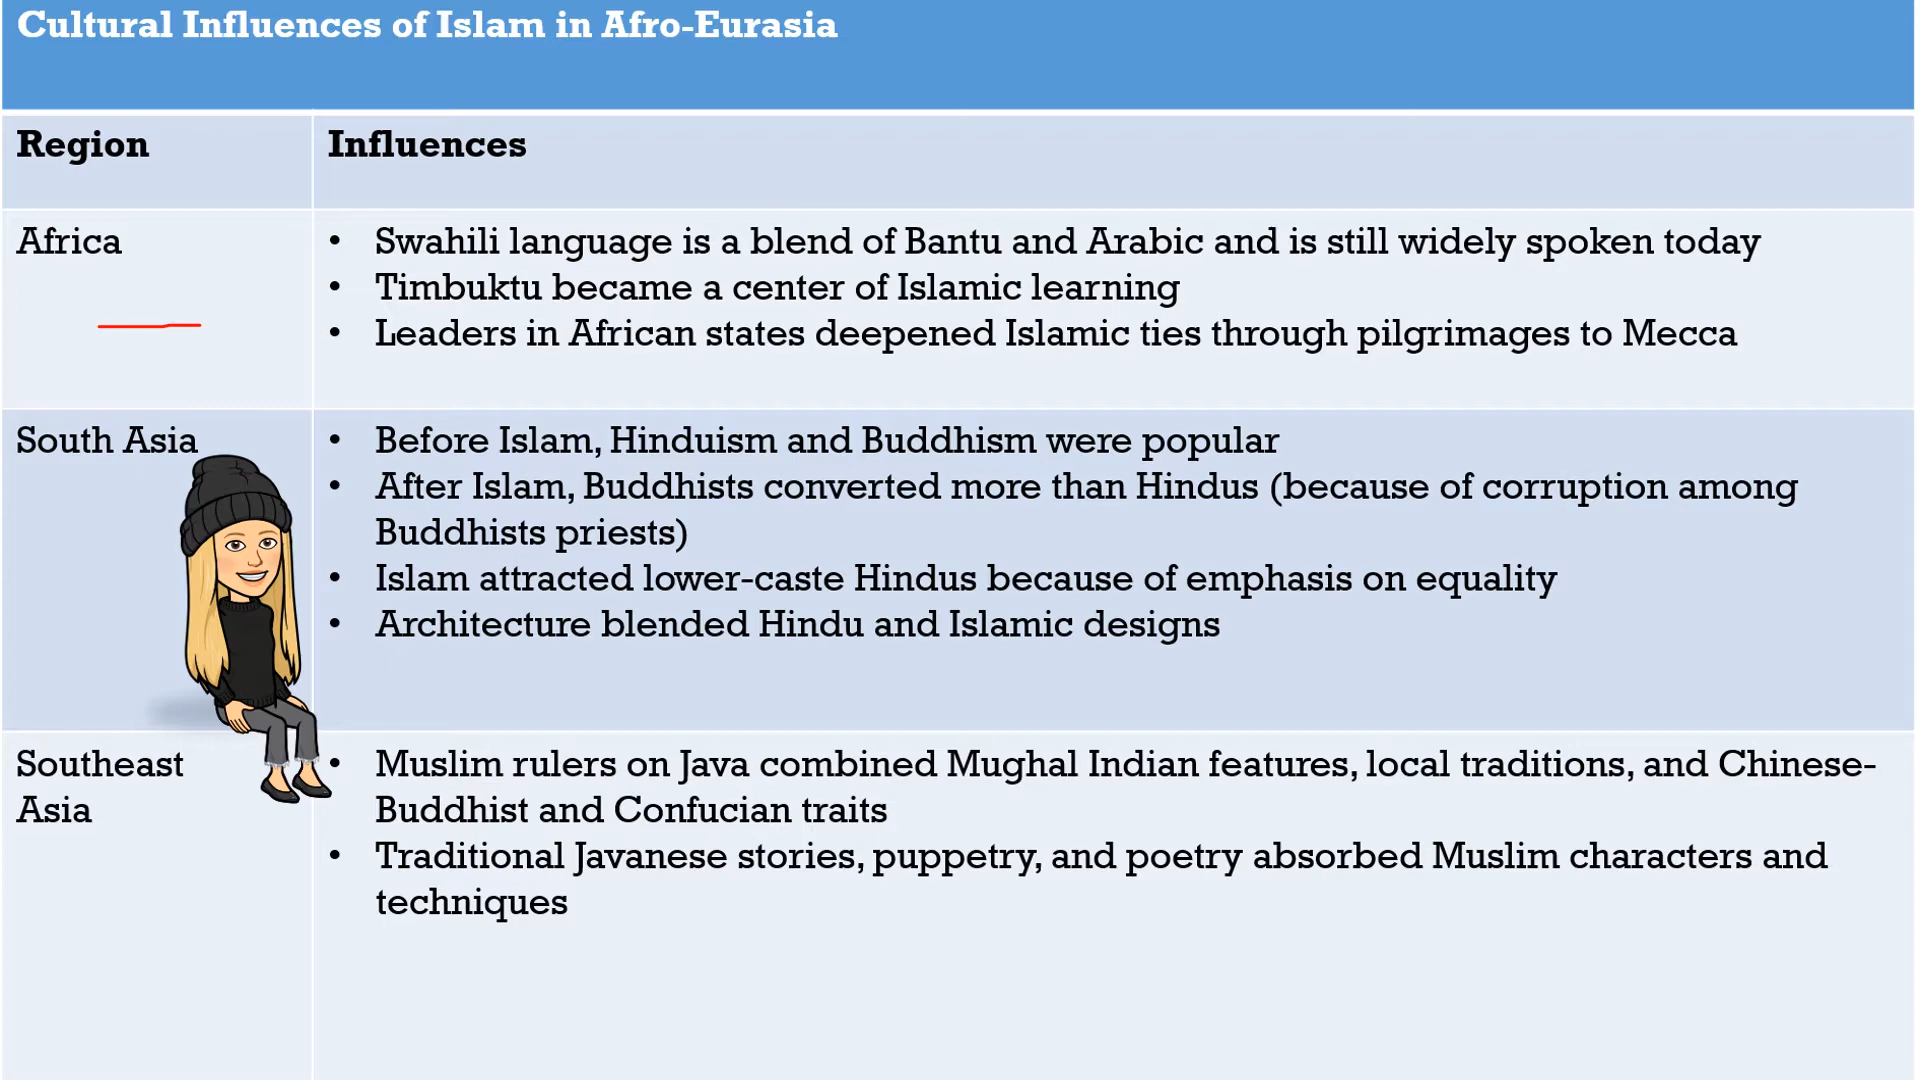 Cultural Influences of Islam in Afro-Eurasia
Region
Influences
Africa
• Swahili language is a blend of Bantu and Arabic and is still widely spoken today
• Timbuktu became a center of Islamic learning
• Leaders in African states deepened Islamic ties through pilgrimages to Mecca
South Asia
• Before Islam, Hinduism and Buddhism were popular
• After Islam, Buddhists converted more than Hindus (because of corruption among
Buddhists priests)
• Islam attracted lower-caste Hindus because of emphasis on equality
• Architecture blended Hindu and Islamic designs
Southeast
Asia
• Muslim rulers on Java combined Mughal Indian features, local traditions, and Chinese-
Buddhist and Confucian traits
• Traditional Javanese stories, puppetry, and poetry absorbed Muslim characters and
techniques